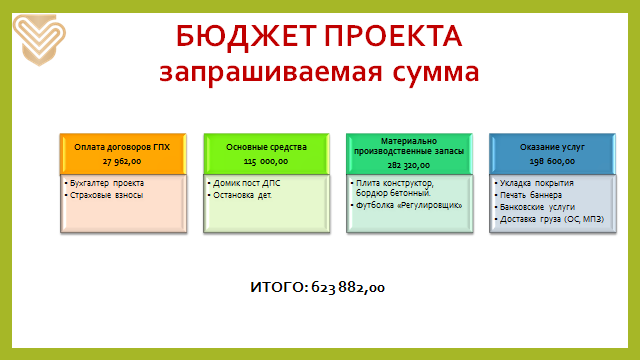 БЮДЖЕТ ПРОЕКТА
запрашиваемая сумма
Оплата договоров ГПХ
27 962,00
• Бухгалтер проекта
• Страховые взносы
Основные средства
115 000,00
• Домик пост ДПС
• Остановка дет.
Материально
производственные запасы
282 320,00
• Плита конструктор,
бордюр бетонный.
• Футболка «Регулировщик»
Оказание услуг
198 600,00
• Укладка покрытия
• Печать баннера
• Банковские услуги
• Доставка груза (ОС, МПЗ)
ИТОГО: 623 882,00